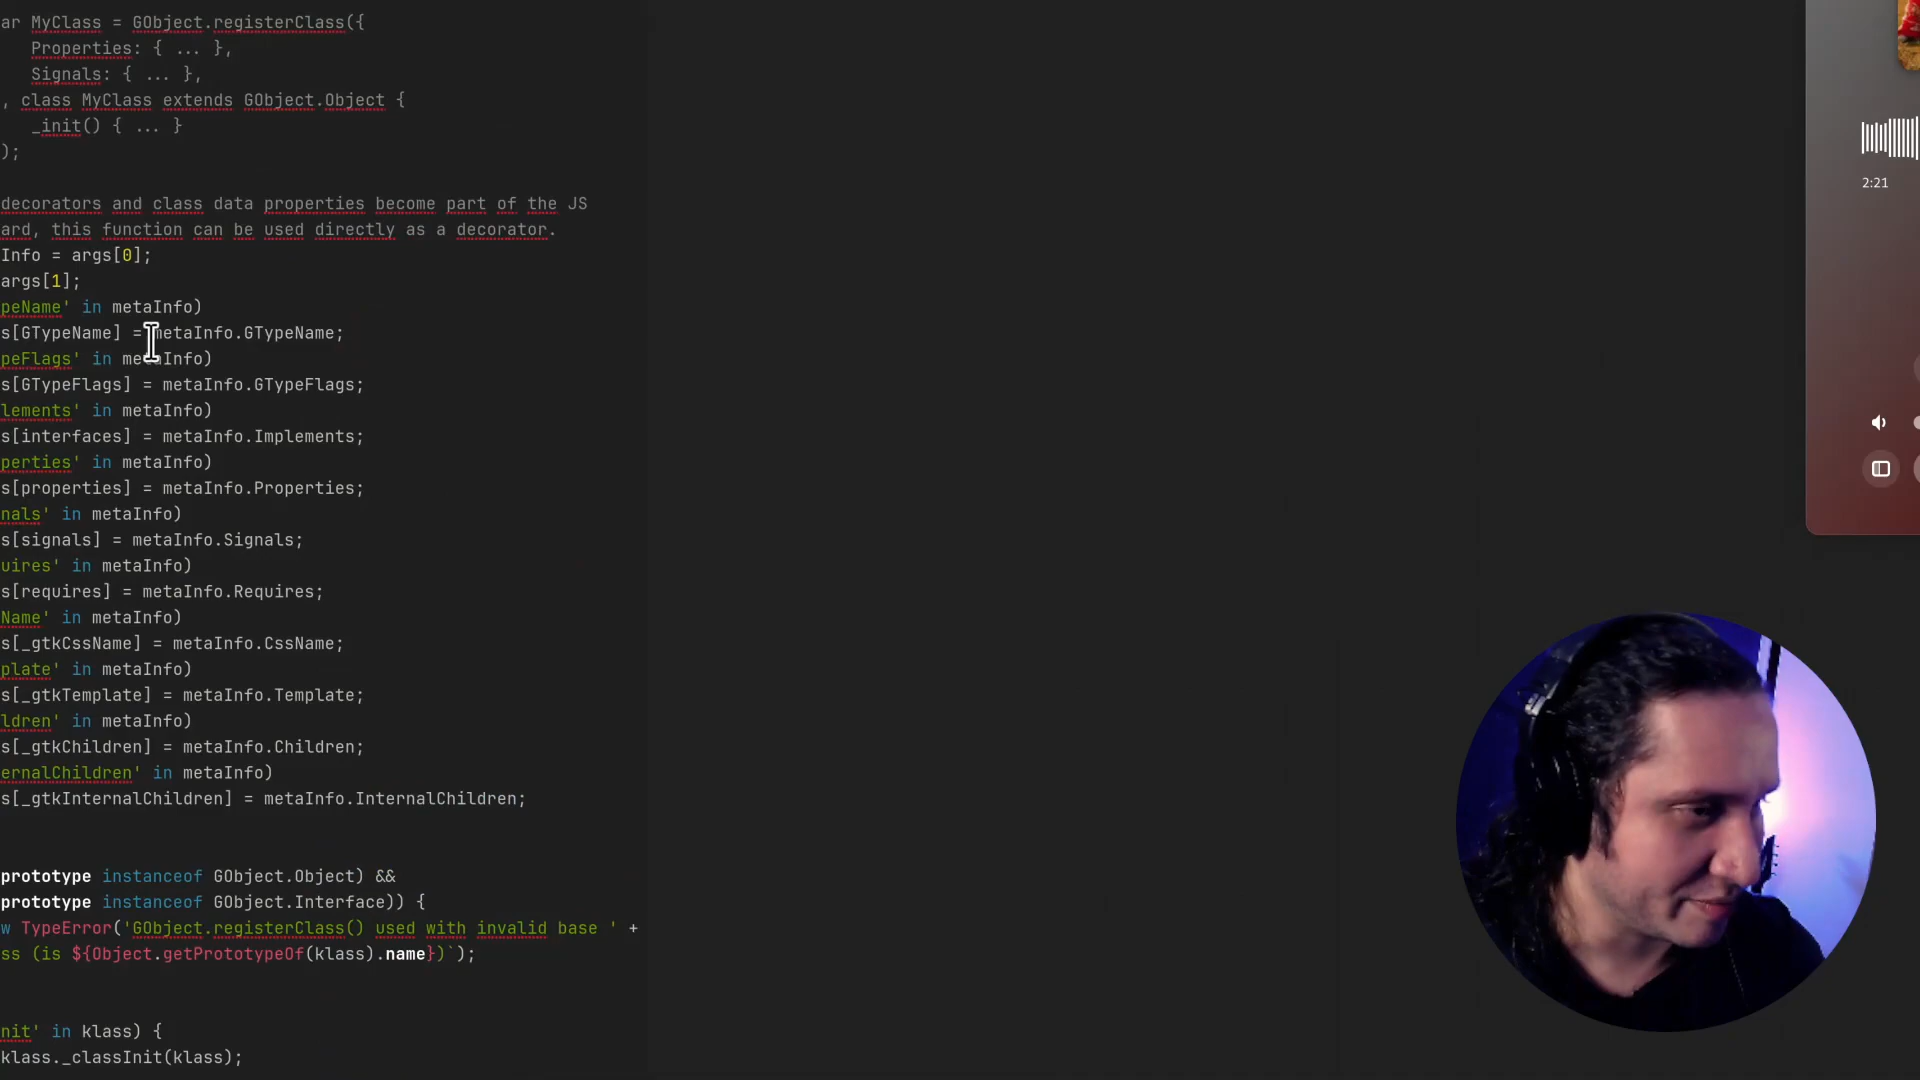 ar MyClass = GObject.registerClass({
Properties: { ... },
Signals: { ... },
, class MyClass extends GObject.Object {
_init() { ... }
);
decorators and class data properties become part of the JS
ard, this function can be used directly as a decorator.
Info = args[0];
args[1];
peName' in metaInfo)
s[GTypeName] = metaInfo.GTypeName;
peFlags' in metaInfo)
s[GTypeFlags] = metaInfo.GTypeFlags;
lements' in metaInfo)
s[interfaces] = metaInfo.Implements;
perties' in metaInfo)
s[properties] = metaInfo.Properties;
nals' in metaInfo)
s[signals] = metaInfo.Signals;
uires' in metaInfo)
s[requires] = metaInfo.Requires;
Name' in metaInfo)
s[_gtkCssName] = metaInfo.CssName;
plate' in metaInfo)
s[_gtkTemplate] = metaInfo.Template;
ldren' in metaInfo)
s[_gtkChildren] = metaInfo.Children;
ernalChildren' in metaInfo)
s[_gtkInternalChildren] = metaInfo.InternalChildren;
prototype instanceof GObject.Object) &&
prototype instanceof GObject.Interface)) {
w TypeError('GObject.registerClass() used with invalid base ' +
ss (is ${Object.getPrototypeOf(klass).name})`);
nit' in klass) {
klass._classInit(klass);
2:21